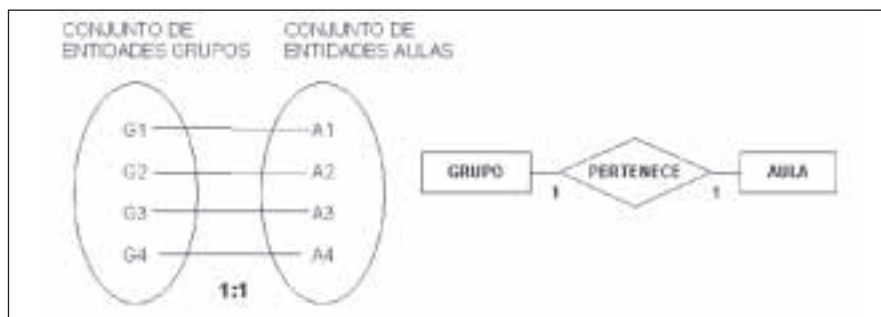 CONJUNTO DE
ENTIDADES GRUPOS
CONJUNTO DE
ENTIDADES AULAS
G1 A1
G2 A2
G3 A3
G4 A4
1:1
GRUPO 1 PERTENECE 1 AULA